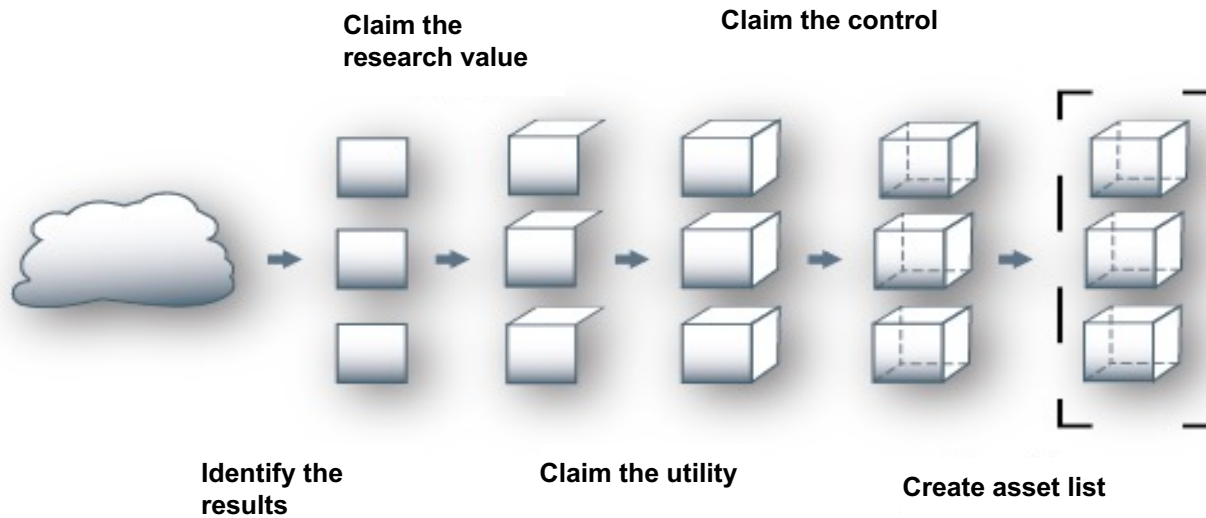 Claim the
research value
Claim the control
Identify the
results
Claim the utility
Create asset list